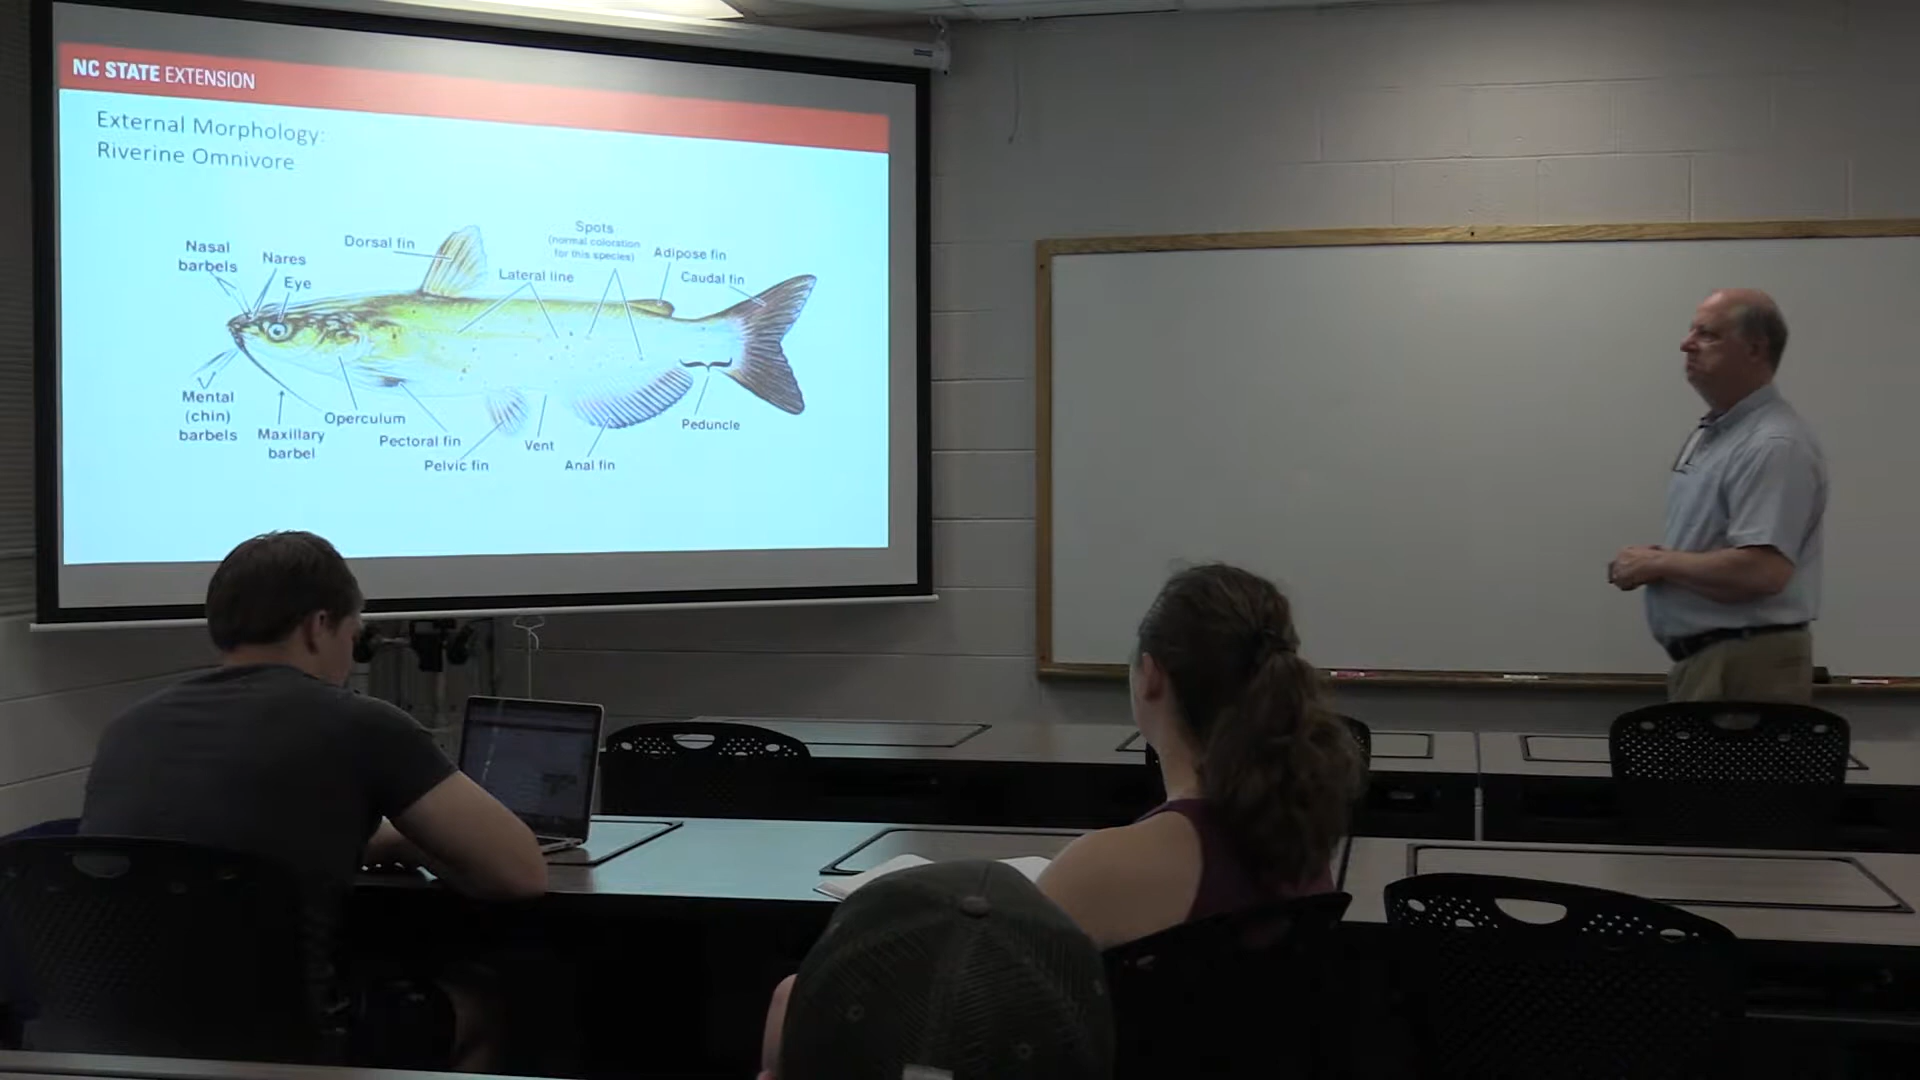 NC STATE EXTENSION
External Morphology:
Riverine Omnivore
Nasal
barbels
Nares
Eye
Dorsal fin
Lateral line
Spots
(normal coloration
for this species)
Adipose fin
Caudal fin
Mental
(chin)
barbels
Maxillary
barbel
Operculum
Pectoral fin
Pelvic fin
Vent
Anal fin
Peduncle